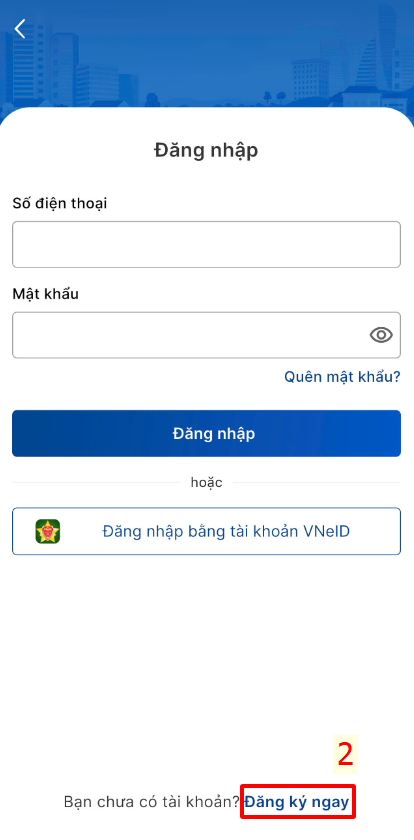 Đăng nhập
Số điện thoại
Mật khẩu
Quên mật khẩu?
Đăng nhập
hoặc
Đăng nhập bằng tài khoản VNeID
2
Bạn chưa có tài khoản? Đăng ký ngay